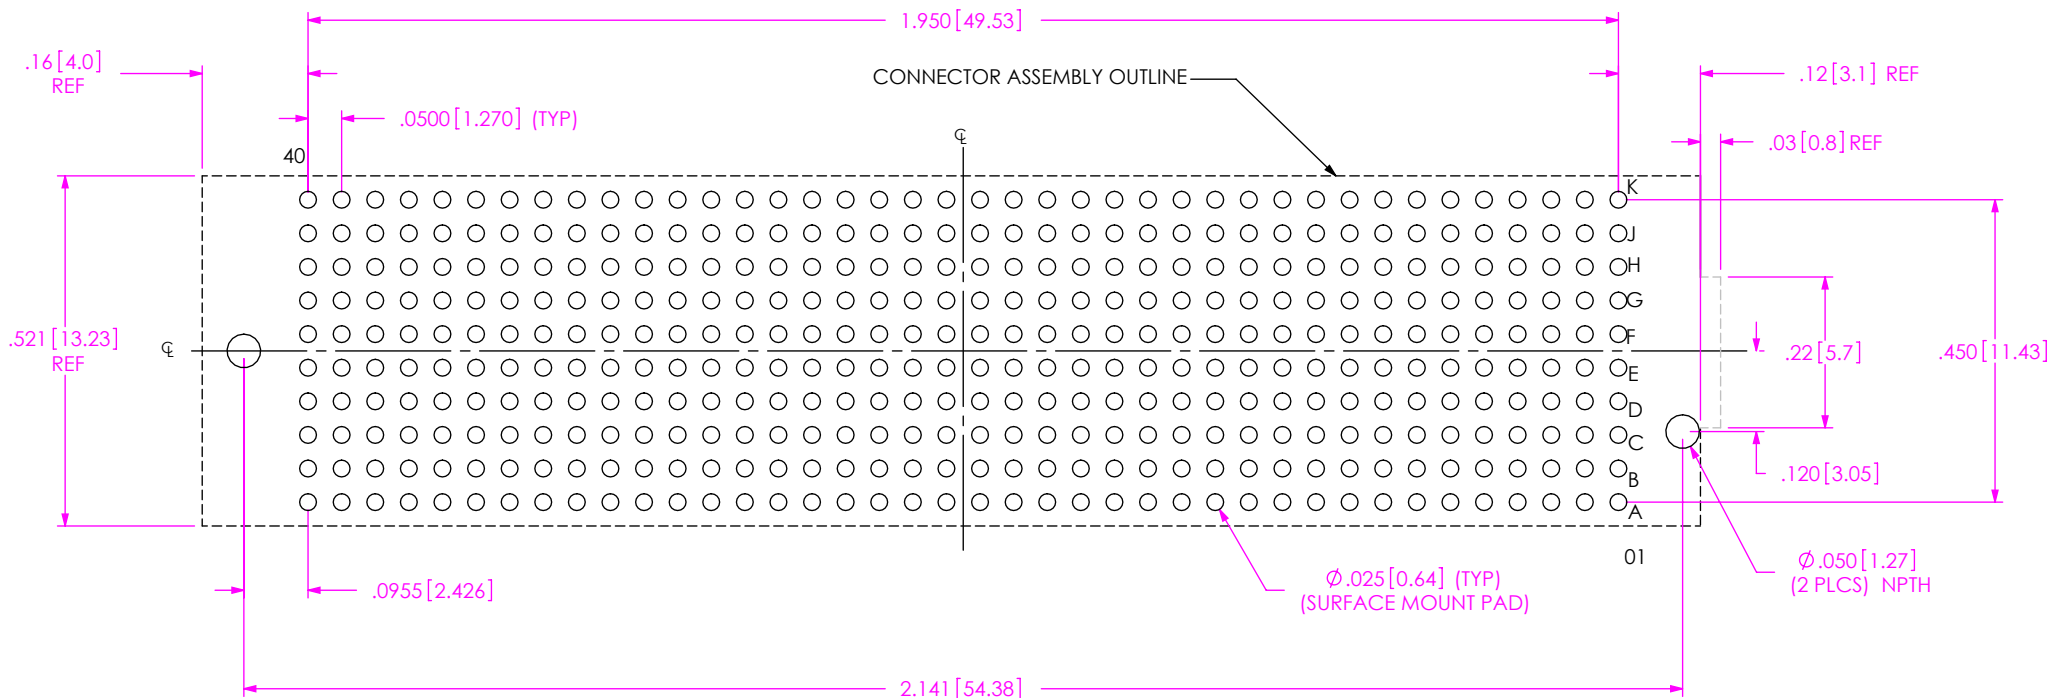 1.950[49.53]
.16[4.0]
REF
CONNECTOR ASSEMBLY OUTLINE
.12[3.1] REF
.0500[1.270] (TYP)
℄
.03[0.8] REF
40
K
J
H
G
.521[13.23]
REF
℄
F
.22[5.7]
.450[11.43]
E
D
C
.120[3.05]
B
A
01
Ø.050[1.27]
(2 PLCS) NPTH
.0955[2.426]
Ø.025[0.64] (TYP)
(SURFACE MOUNT PAD)
2.141[54.38]